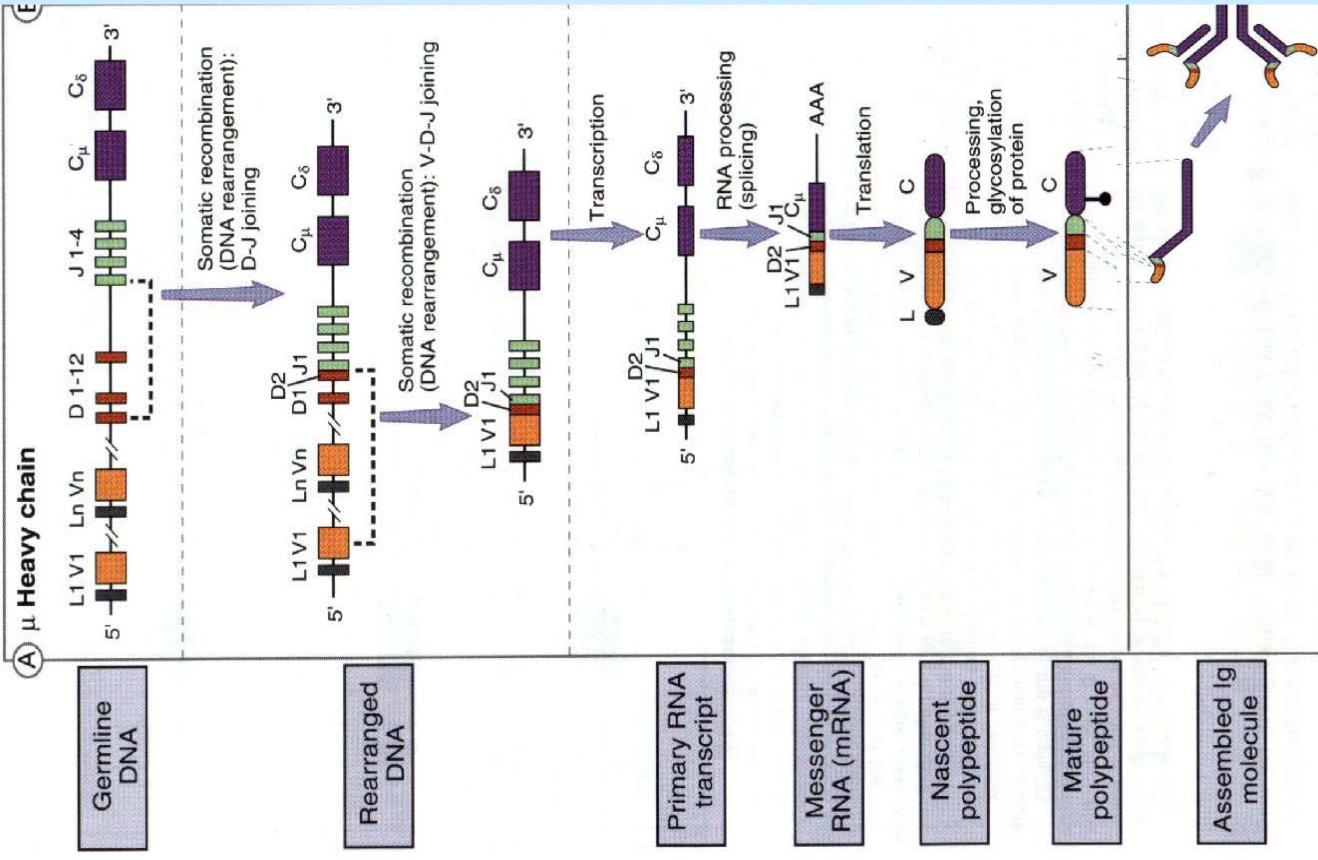 A μ Heavy chain
B
Germline
DNA
L1 V1
Ln Vn
D 1-12
J 1-4
Cμ
Cδ
5'
3'
Somatic recombination
(DNA rearrangement):
D-J joining
Rearranged
DNA
L1 V1
Ln Vn
D1
D2
J1
Cμ
Cδ
5'
3'
Somatic recombination
(DNA rearrangement): V-D-J joining
D2
L1 V1
J1
Cμ
Cδ
5'
3'
Transcription
Primary RNA
transcript
D2
L1 V1
J1
Cμ
Cδ
5'
3'
RNA processing
(splicing)
Messenger
RNA (mRNA)
D2
J1
L1 V1
Cμ
AAA
Translation
Nascent
polypeptide
L
V
C
Processing,
glycosylation
of protein
Mature
polypeptide
V
C
Assembled Ig
molecule